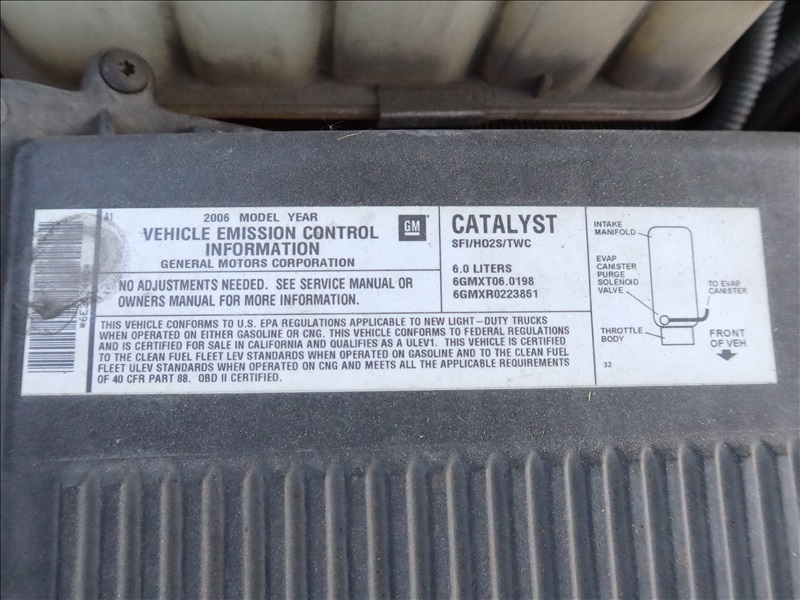 A1
2006 MODEL YEAR
VEHICLE EMISSION CONTROL
INFORMATION
GENERAL MOTORS CORPORATION
GM
NO ADJUSTMENTS NEEDED. SEE SERVICE MANUAL OR
OWNERS MANUAL FOR MORE INFORMATION.
CATALYST
SFI/HO2S/TWC
6.0 LITERS
6GMXT06.0198
6GMXR0223861
THIS VEHICLE CONFORMS TO U.S. EPA REGULATIONS APPLICABLE TO NEW LIGHT-DUTY TRUCKS
WHEN OPERATED ON EITHER GASOLINE OR CNG. THIS VEHICLE CONFORMS TO FEDERAL REGULATIONS
AND IS CERTIFIED FOR SALE IN CALIFORNIA AND QUALIFIES AS A ULEV1. THIS VEHICLE IS CERTIFIED
TO THE CLEAN FUEL FLEET LEV STANDARDS WHEN OPERATED ON GASOLINE AND TO THE CLEAN FUEL
FLEET ULEV STANDARDS WHEN OPERATED ON CNG AND MEETS ALL THE APPLICABLE REQUIREMENTS
OF 40 CFR PART 88. OBD II CERTIFIED.
INTAKE
MANIFOLD
EVAP
CANISTER
PURGE
SOLENOID
VALVE
TO EVAP
CANISTER
THROTTLE
BODY
FRONT
OF VEH
32